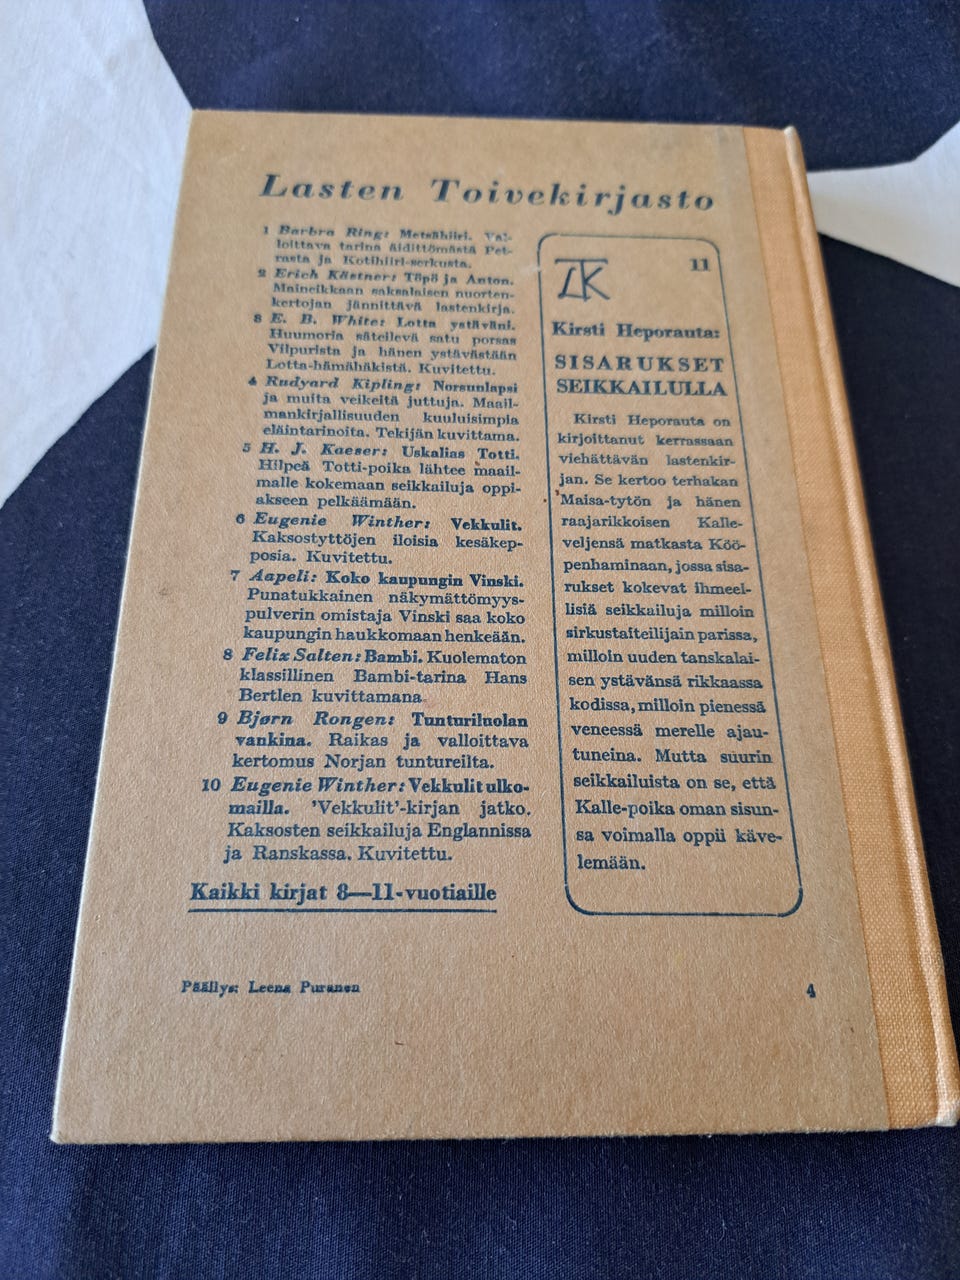 Lasten Toivekirjasto
1 Barbra Ring: Metsähiiri. Val-
loittava tarina äidittömästä Pet-
rasta ja Kotihiiri-serkusta.
2 Erich Kästner: Töpö ja Anton.
Maineikkaan saksalaisen nuorten-
kertojan jännittävä lastenkirja.
3 E. B. White: Lotta ystäväni.
Huumoria säteilevä satu porsas
Vilpurista ja hänen ystävästään
Lotta-hämähäkistä. Kuvitettu.
4 Rudyard Kipling: Norsunlapsi
ja muita veikeitä juttuja. Maail-
mankirjallisuuden kuuluisimpia
eläintarinoita. Tekijän kuvittama.
5 H. J. Kaeser: Uskalias Totti.
Hilpeä Totti-poika lähtee maail-
malle kokemaan seikkailuja oppi-
akseen pelkäämään.
6 Eugenie Winther: Vekkulit.
Kaksostyttöjen iloisia kesäkep-
posia. Kuvitettu.
7 Aapeli: Koko kaupungin Vinski.
Punatukkainen näkymättömyys-
pulverin omistaja Vinski saa koko
kaupungin haukkomaan henkeään.
8 Felix Salten: Bambi. Kuolematon
klassillinen Bambi-tarina Hans
Bertlen kuvittamana
9 Bjørn Rongen: Tunturiluolan
vankina. Raikas ja valloittava
kertomus Norjan tuntureilta.
10 Eugenie Winther: Vekkulit ulko-
mailla. 'Vekkulit'-kirjan jatko.
Kaksosten seikkailuja Englannissa
ja Ranskassa. Kuvitettu.
Kaikki kirjat 8—11-vuotiaille
Päällys: Leena Puranen
LTK 11
Kirsti Heporauta:
SISARUKSET
SEIKKAILULLA
Kirsti Heporauta on
kirjoittanut kerrassaan
viehättävän lastenkir-
jan. Se kertoo terhakan
Maisa-tytön ja hänen
raajarikkoisen Kalle-
veljensä matkasta Köö-
penhaminaan, jossa sisa-
rukset kokevat ihmeel-
lisiä seikkailuja milloin
sirkustaiteilijain parissa,
milloin uuden tanskalai-
sen ystävänsä rikkaassa
kodissa, milloin pienessä
veneessä merelle ajau-
tuneina. Mutta suurin
seikkailuista on se, että
Kalle-poika oman sisun-
sa voimalla oppii käve-
lemään.
4